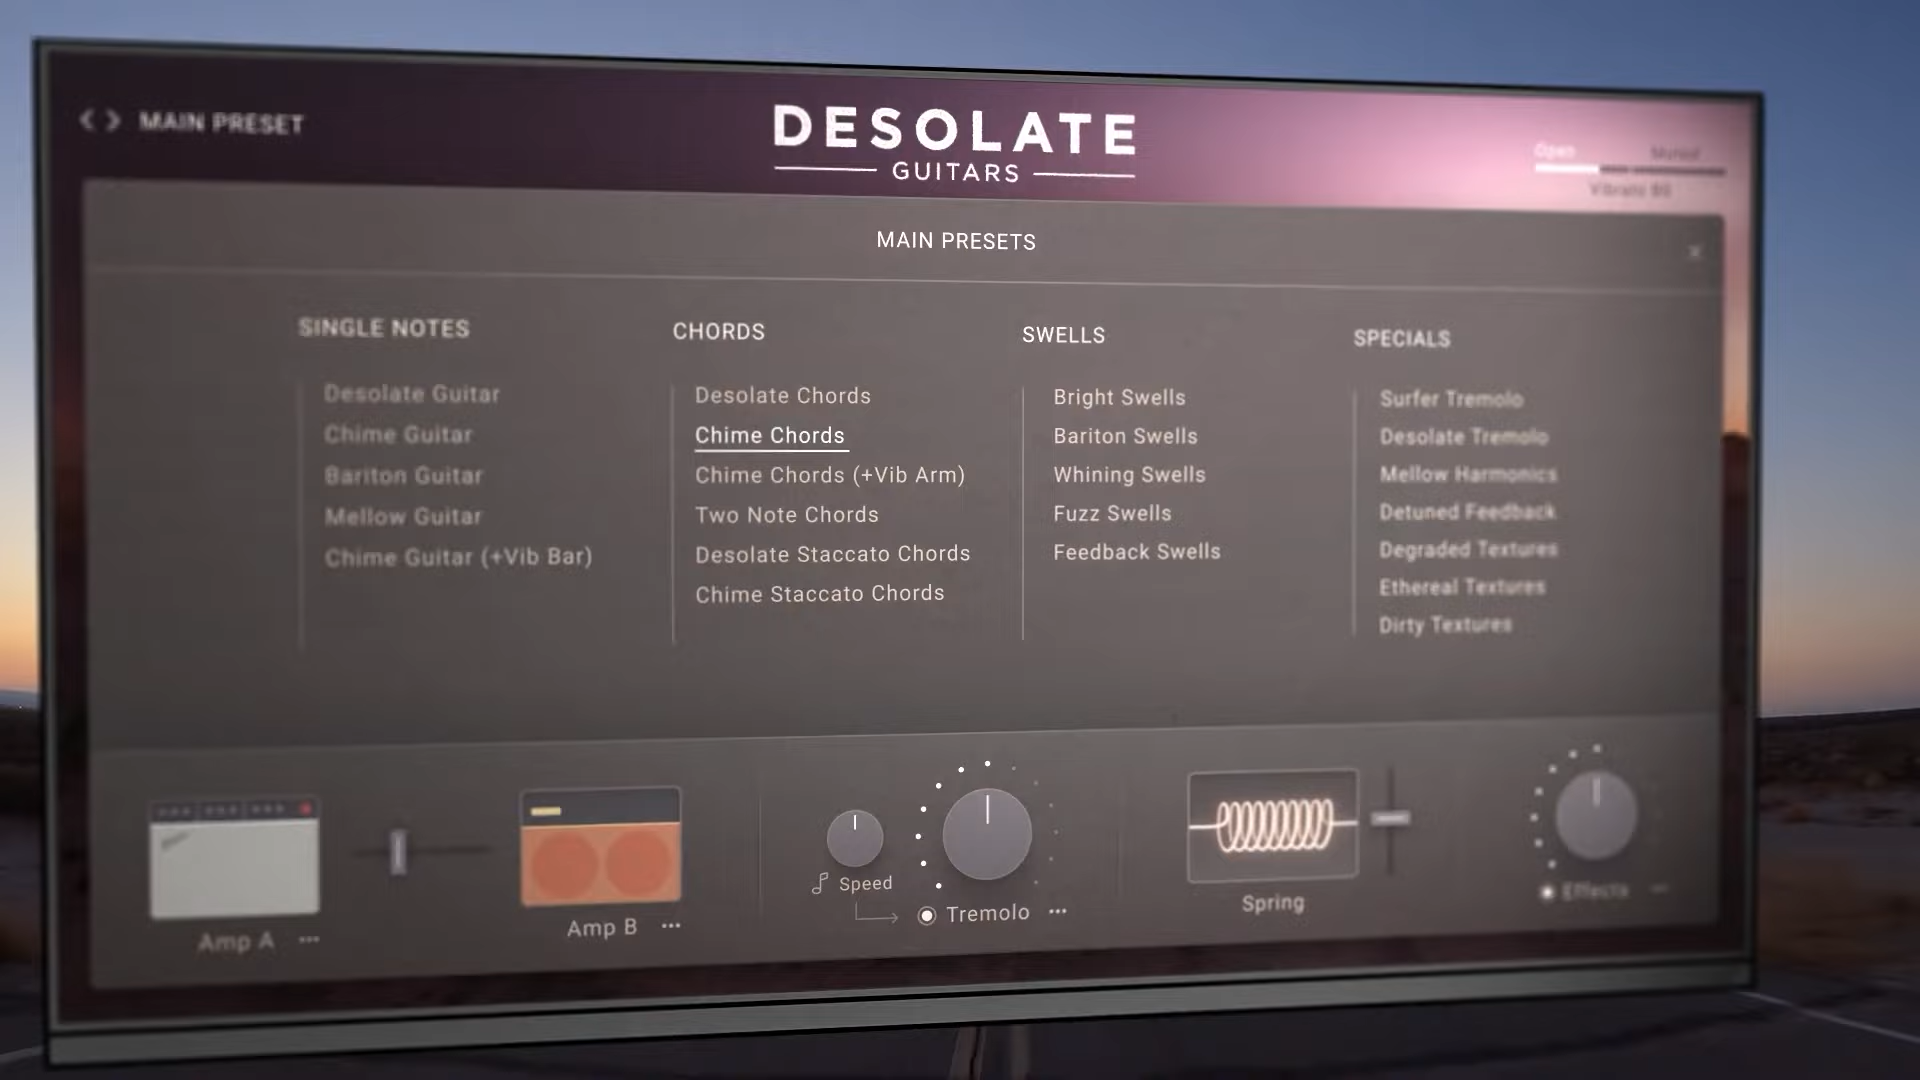 MAIN PRESET
DESOLATE
GUITARS
Open
Muted
MAIN PRESETS
SINGLE NOTES
Desolate Guitar
Chime Guitar
Bariton Guitar
Mellow Guitar
Chime Guitar (+Vib Bar)
CHORDS
Desolate Chords
Chime Chords
Chime Chords (+Vib Arm)
Two Note Chords
Desolate Staccato Chords
Chime Staccato Chords
SWELLS
Bright Swells
Bariton Swells
Whining Swells
Fuzz Swells
Feedback Swells
SPECIALS
Surfer Tremolo
Desolate Tremolo
Mellow Harmonics
Detuned Feedback
Degraded Textures
Ethereal Textures
Dirty Textures
Amp A
Amp B
Speed
Tremolo
Spring
Effects